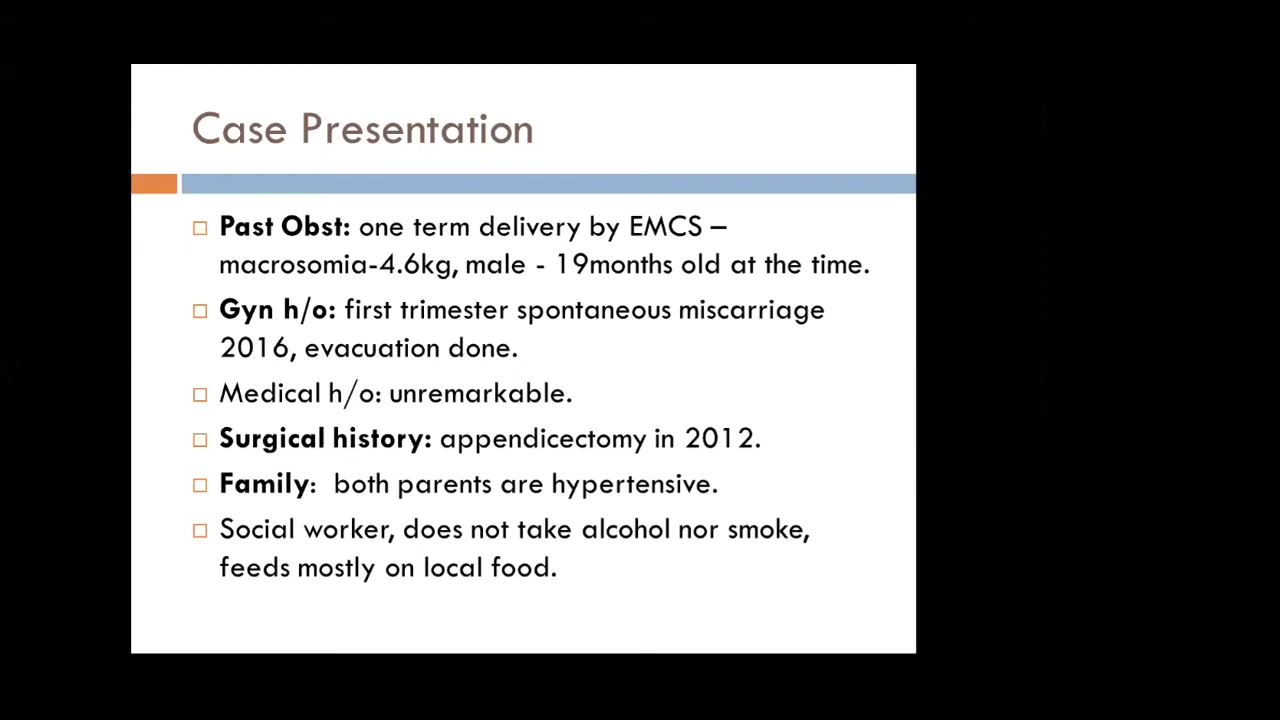 Case Presentation
Past Obst: one term delivery by EMCS –
macrosomia-4.6kg, male - 19months old at the time.
Gyn h/o: first trimester spontaneous miscarriage
2016, evacuation done.
Medical h/o: unremarkable.
Surgical history: appendicectomy in 2012.
Family:  both parents are hypertensive.
Social worker, does not take alcohol nor smoke,
feeds mostly on local food.